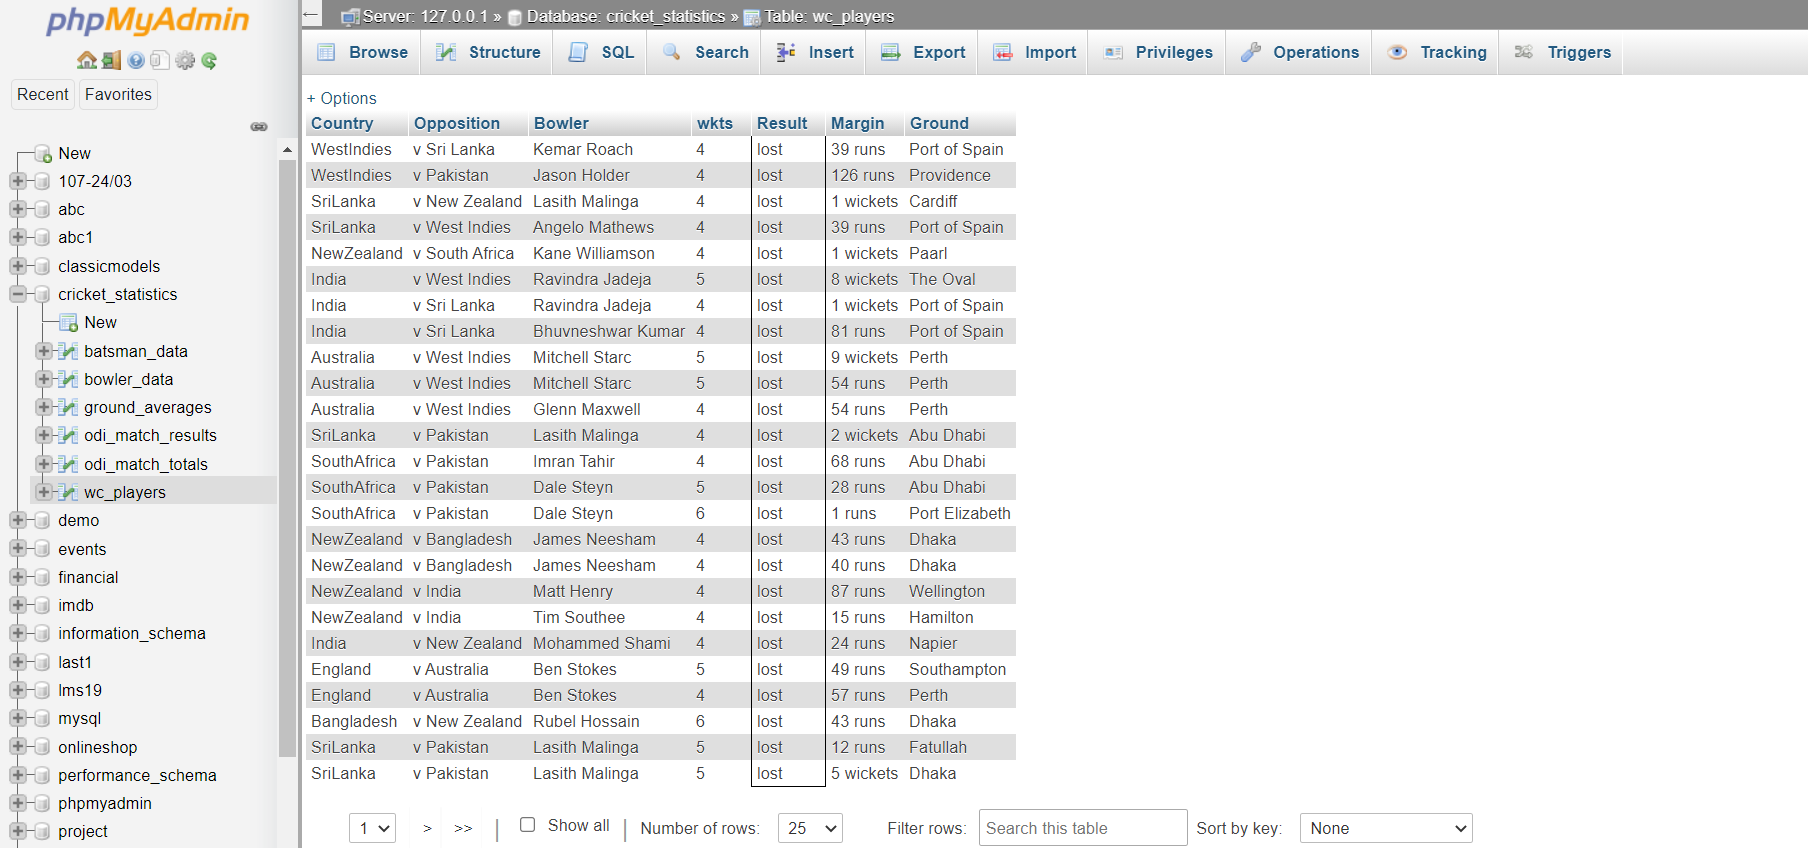 phpMyAdmin
Recent Favorites
New
107-24/03
abc
abc1
classicmodels
cricket_statistics
New
batsman_data
bowler_data
ground_averages
odi_match_results
odi_match_totals
wc_players
demo
events
financial
imdb
information_schema
last1
lms19
mysql
onlineshop
performance_schema
phpmyadmin
project
Server: 127.0.0.1 » Database: cricket_statistics » Table: wc_players
Browse Structure SQL Search Insert Export Import Privileges Operations Tracking Triggers
+ Options
Country Opposition Bowler wkts Result Margin Ground
WestIndies v Sri Lanka Kemar Roach 4 lost 39 runs Port of Spain
WestIndies v Pakistan Jason Holder 4 lost 126 runs Providence
SriLanka v New Zealand Lasith Malinga 4 lost 1 wickets Cardiff
SriLanka v West Indies Angelo Mathews 4 lost 39 runs Port of Spain
NewZealand v South Africa Kane Williamson 4 lost 1 wickets Paarl
India v West Indies Ravindra Jadeja 5 lost 8 wickets The Oval
India v Sri Lanka Ravindra Jadeja 4 lost 1 wickets Port of Spain
India v Sri Lanka Bhuvneshwar Kumar 4 lost 81 runs Port of Spain
Australia v West Indies Mitchell Starc 5 lost 9 wickets Perth
Australia v West Indies Mitchell Starc 5 lost 54 runs Perth
Australia v West Indies Glenn Maxwell 4 lost 54 runs Perth
SriLanka v Pakistan Lasith Malinga 4 lost 2 wickets Abu Dhabi
SouthAfrica v Pakistan Imran Tahir 4 lost 68 runs Abu Dhabi
SouthAfrica v Pakistan Dale Steyn 5 lost 28 runs Abu Dhabi
SouthAfrica v Pakistan Dale Steyn 6 lost 1 runs Port Elizabeth
NewZealand v Bangladesh James Neesham 4 lost 43 runs Dhaka
NewZealand v Bangladesh James Neesham 4 lost 40 runs Dhaka
NewZealand v India Matt Henry 4 lost 87 runs Wellington
NewZealand v India Tim Southee 4 lost 15 runs Hamilton
India v New Zealand Mohammed Shami 4 lost 24 runs Napier
England v Australia Ben Stokes 5 lost 49 runs Southampton
England v Australia Ben Stokes 4 lost 57 runs Perth
Bangladesh v New Zealand Rubel Hossain 6 lost 43 runs Dhaka
SriLanka v Pakistan Lasith Malinga 5 lost 12 runs Fatullah
SriLanka v Pakistan Lasith Malinga 5 lost 5 wickets Dhaka
1 > >> | Show all | Number of rows: 25 Filter rows: Search this table Sort by key: None